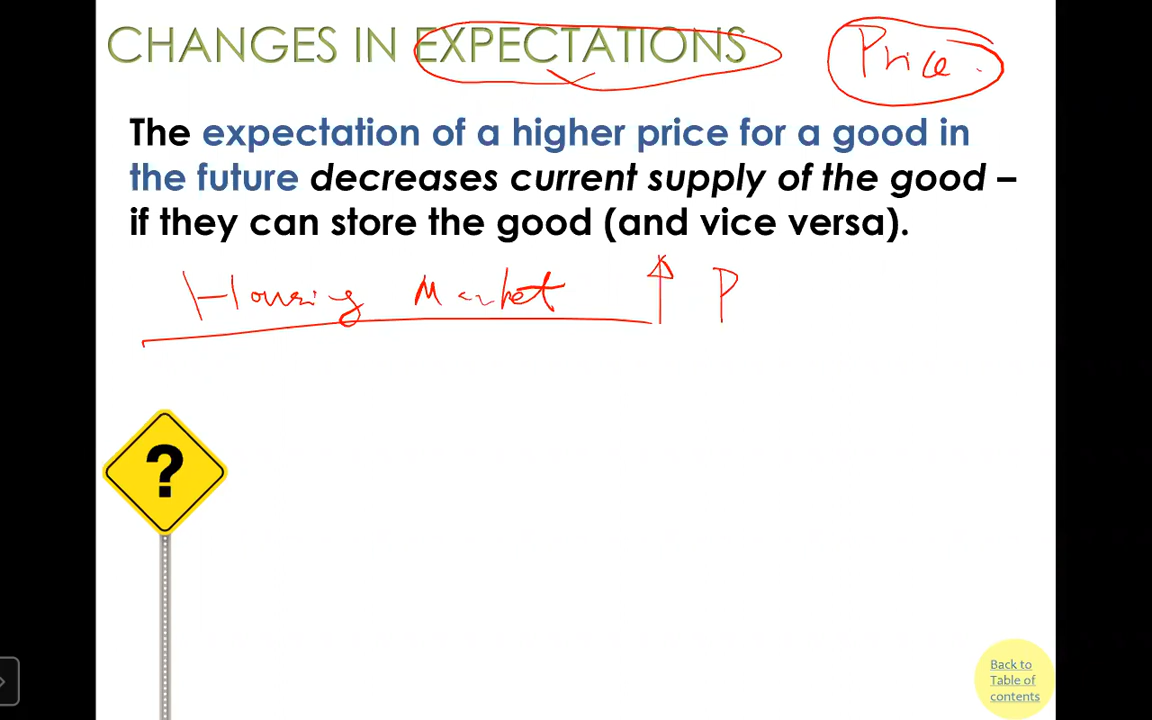 CHANGES IN EXPECTATIONS Price.
The expectation of a higher price for a good in
the future decreases current supply of the good –
if they can store the good (and vice versa).
Housing Market ↑ P
?
Back to
Table of
contents